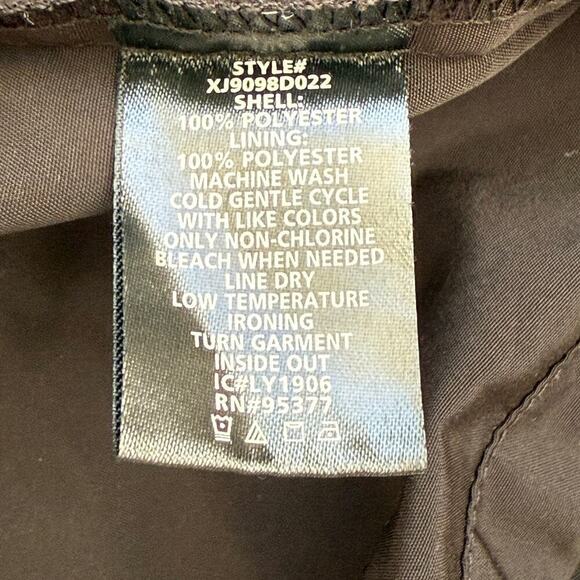 STYLE#
XJ9098D022
SHELL:
100% POLYESTER
LINING:
100% POLYESTER
MACHINE WASH
COLD GENTLE CYCLE
WITH LIKE COLORS
ONLY NON-CHLORINE
BLEACH WHEN NEEDED
LINE DRY
LOW TEMPERATURE
IRONING
TURN GARMENT
INSIDE OUT
IC#LY1906
RN#95377